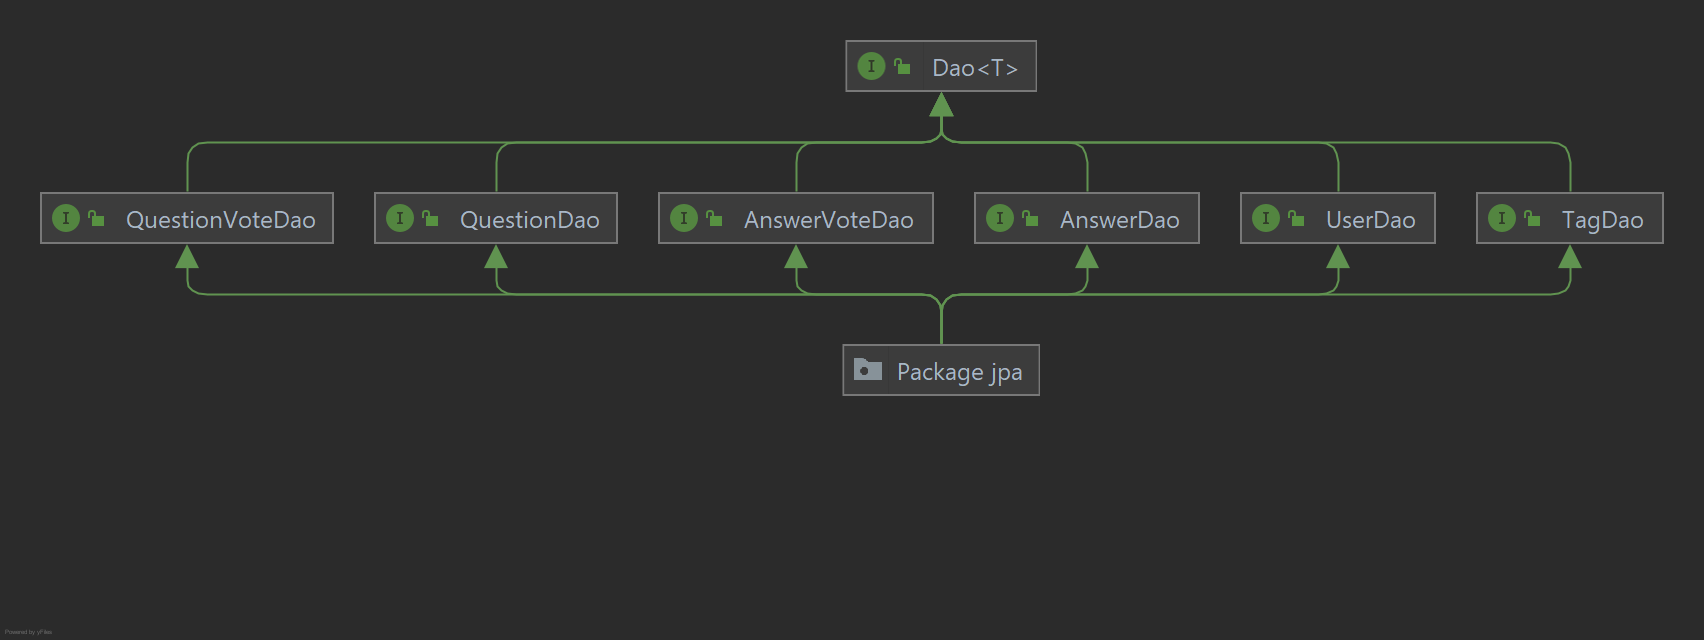 Dao<T>
QuestionVoteDao
QuestionDao
AnswerVoteDao
AnswerDao
UserDao
TagDao
Package jpa
Powered by yFiles